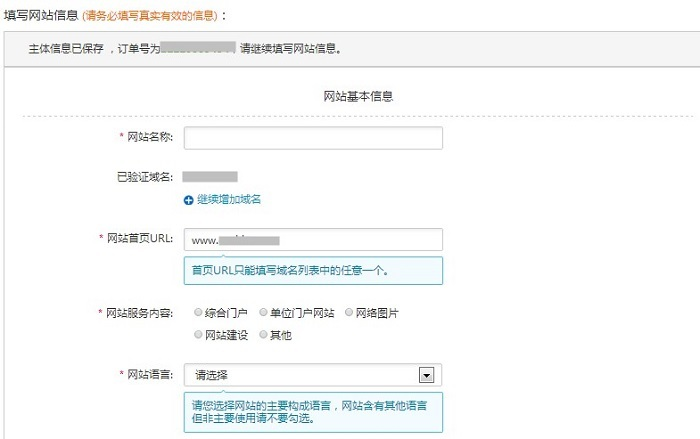 填写网站信息 (请务必填写真实有效的信息)：
主体信息已保存 ，订单号为 请继续填写网站信息。
网站基本信息
* 网站名称:
已验证域名:
继续增加域名
* 网站首页URL: www.
首页URL只能填写域名列表中的任意一个。
* 网站服务内容: 综合门户 单位门户网站 网络图片
网站建设 其他
* 网站语言: 请选择
请您选择网站的主要构成语言，网站含有其他语言
但非主要使用请不要勾选。